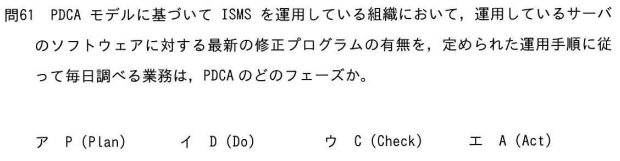 問61 PDCA モデルに基づいて ISMS を運用している組織において,運用しているサーバ
のソフトウェアに対する最新の修正プログラムの有無を,定められた運用手順に従
って毎日調べる業務は,PDCA のどのフェーズか。
ア P (Plan) イ D (Do) ウ C (Check) エ A (Act)